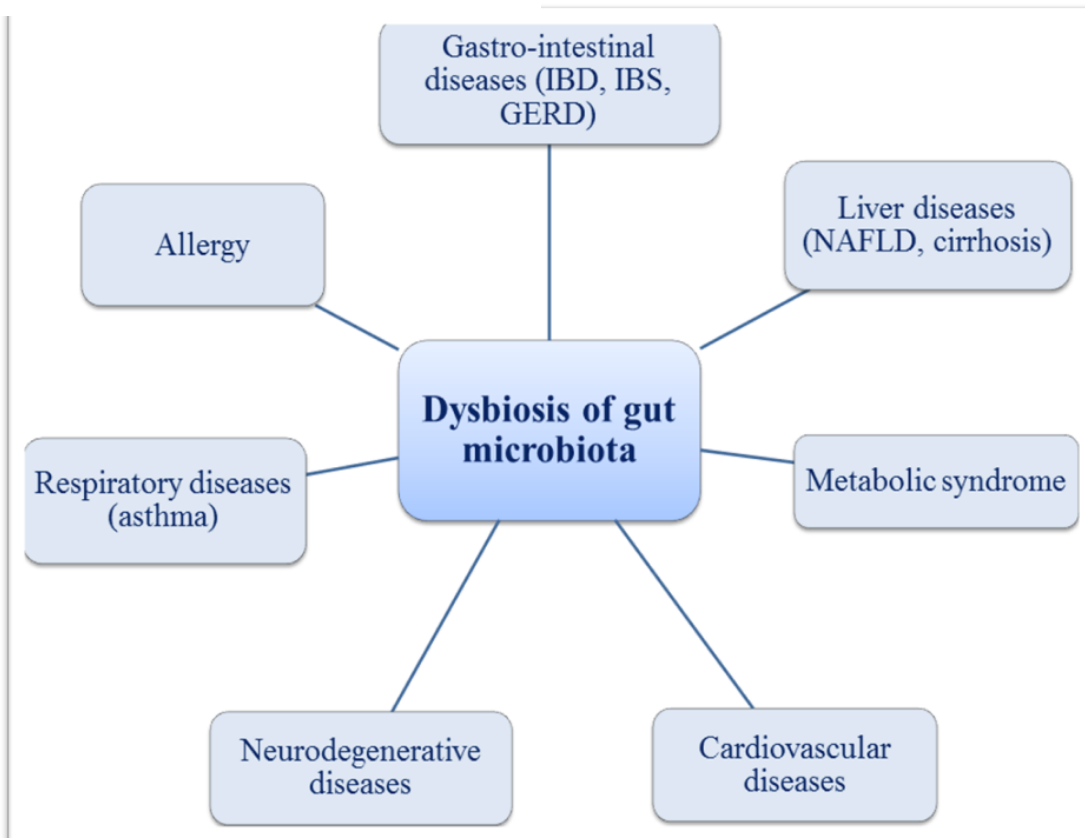 Gastro-intestinal
diseases (IBD, IBS,
GERD)
Liver diseases
(NAFLD, cirrhosis)
Allergy
Dysbiosis of gut
microbiota
Metabolic syndrome
Respiratory diseases
(asthma)
Neurodegenerative
diseases
Cardiovascular
diseases